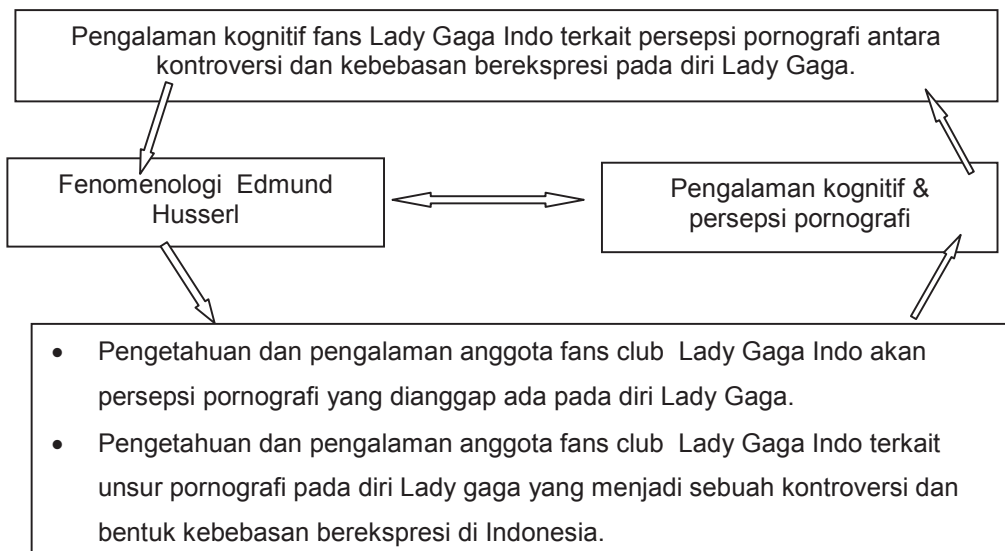 Pengalaman kognitif fans Lady Gaga Indo terkait persepsi pornografi antara
kontroversi dan kebebasan berekspresi pada diri Lady Gaga.
Fenomenologi Edmund
Husserl
Pengalaman kognitif &
persepsi pornografi
• Pengetahuan dan pengalaman anggota fans club Lady Gaga Indo akan
persepsi pornografi yang dianggap ada pada diri Lady Gaga.
• Pengetahuan dan pengalaman anggota fans club Lady Gaga Indo terkait
unsur pornografi pada diri Lady gaga yang menjadi sebuah kontroversi dan
bentuk kebebasan berekspresi di Indonesia.